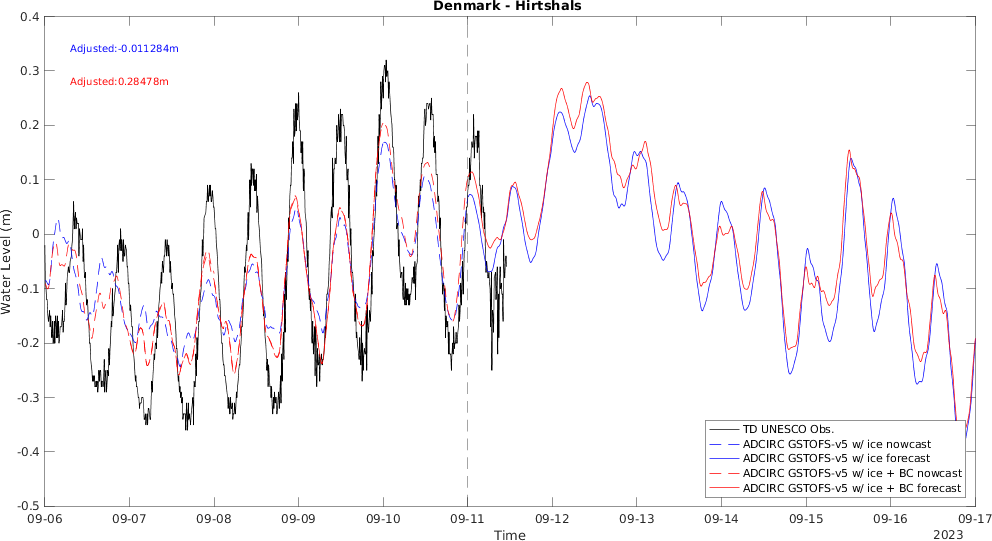 Denmark - Hirtshals
Adjusted:-0.011284m
Adjusted:0.28478m
0.4
0.3
0.2
0.1
0
-0.1
-0.2
-0.3
-0.4
-0.5
Water Level (m)
TD UNESCO Obs.
ADCIRC GSTOFS-v5 w/ ice nowcast
ADCIRC GSTOFS-v5 w/ ice forecast
ADCIRC GSTOFS-v5 w/ ice + BC nowcast
ADCIRC GSTOFS-v5 w/ ice + BC forecast
09-06 09-07 09-08 09-09 09-10 09-11 09-12 09-13 09-14 09-15 09-16 09-17
Time
2023